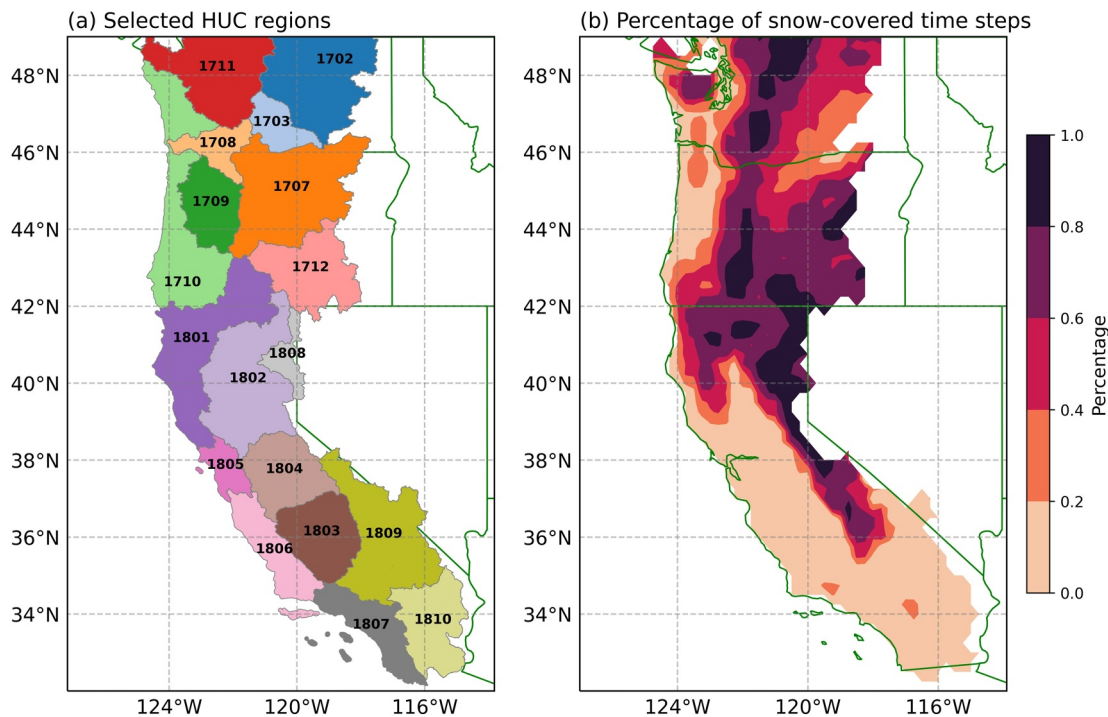 (a) Selected HUC regions
(b) Percentage of snow-covered time steps
48°N
46°N
44°N
42°N
40°N
38°N
36°N
34°N
124°W
120°W
116°W
1711
1702
1703
1708
1707
1709
1712
1710
1801
1808
1802
1805
1804
1803
1809
1806
1807
1810
48°N
46°N
44°N
42°N
40°N
38°N
36°N
34°N
124°W
120°W
116°W
1.0
0.8
0.6
0.4
0.2
0.0
Percentage